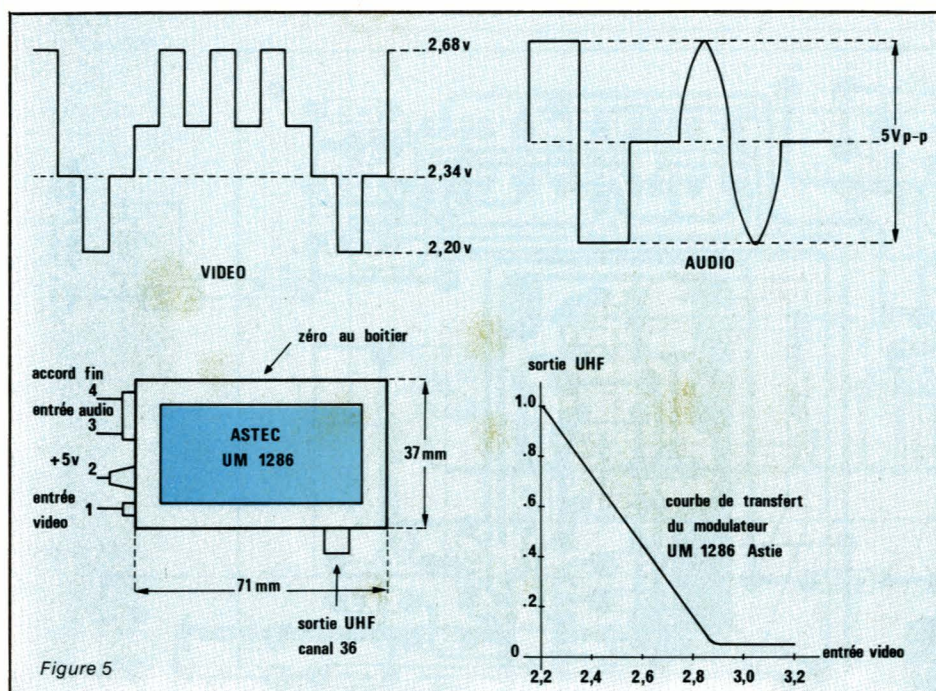 2,68 v
2,34 v
2,20 v
VIDEO
5V p-p
AUDIO
zéro au boitier
accord fin
4
entrée audio
3
+5v
2
entrée
video
1
ASTEC
UM 1286
37 mm
71 mm
sortie UHF
canal 36
sortie UHF
1.0
.8
.6
.4
.2
0
courbe de transfert
du modulateur
UM 1286 Astie
2,2
2,4
2,6
2,8
3,0
3,2
entrée video
Figure 5